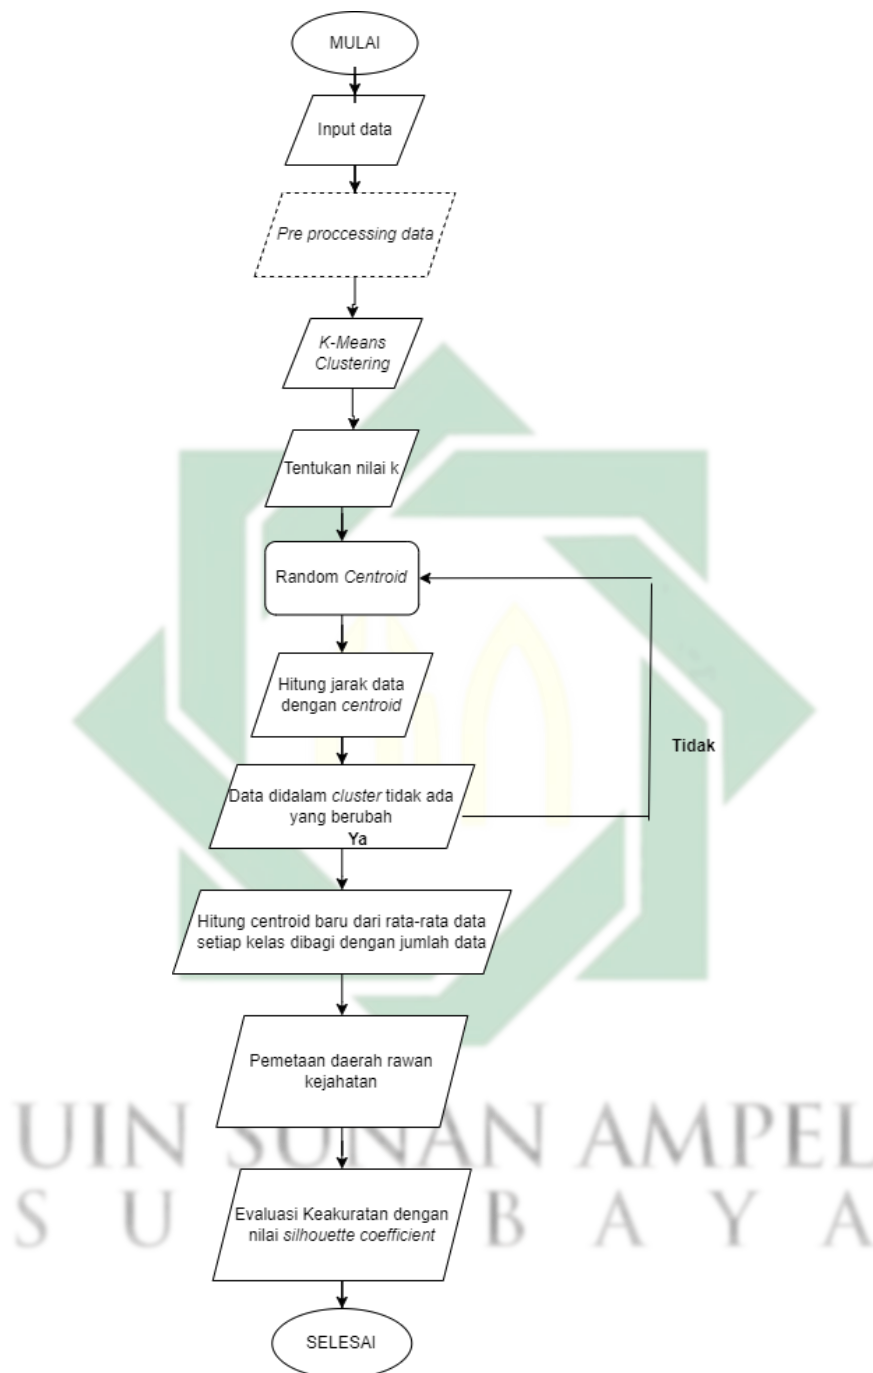 MULAI
Input data
Pre proccessing data
K-Means
Clustering
Tentukan nilai k
Random Centroid
Hitung jarak data
dengan centroid
Tidak
Data didalam cluster tidak ada
yang berubah
Ya
Hitung centroid baru dari rata-rata data
setiap kelas dibagi dengan jumlah data
Pemetaan daerah rawan
kejahatan
UIN SUNAN AMPEL
S U R A B A Y A
Evaluasi Keakuratan dengan
nilai silhouette coefficient
SELESAI